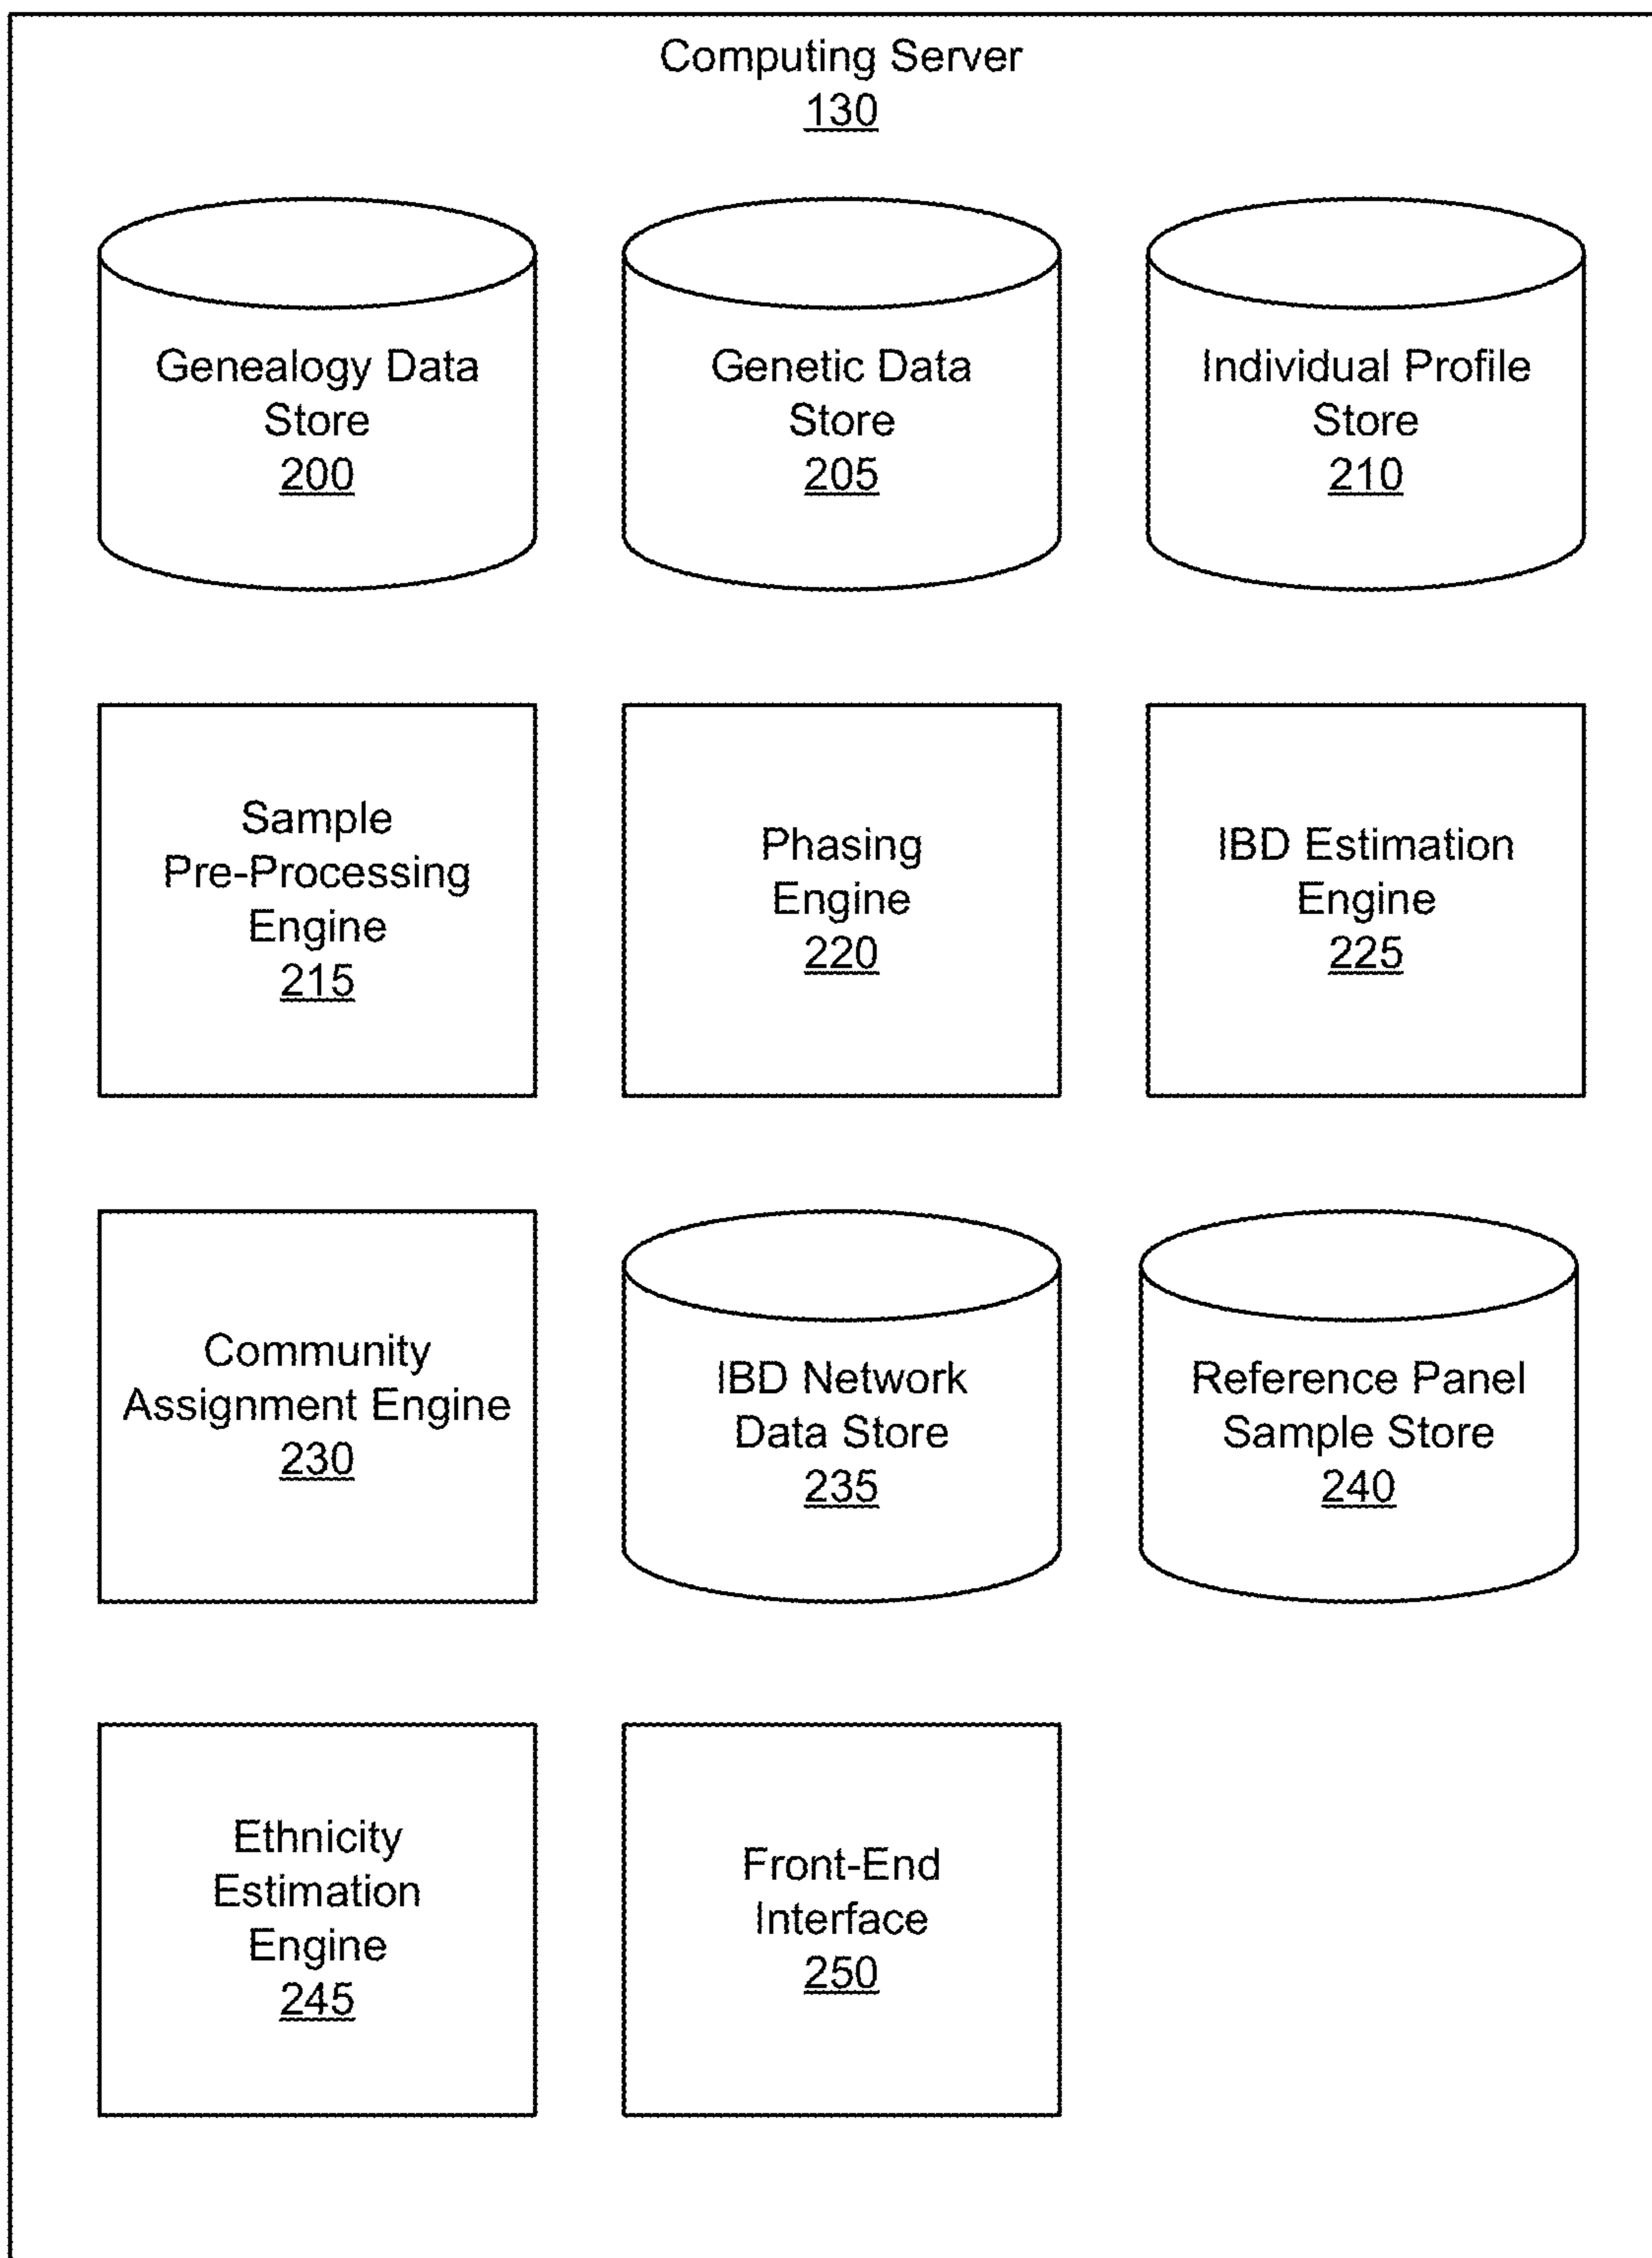 Computing Server
130
Genealogy Data
Store
200
Genetic Data
Store
205
Individual Profile
Store
210
Sample
Pre-Processing
Engine
215
Phasing
Engine
220
IBD Estimation
Engine
225
Community
Assignment Engine
230
IBD Network
Data Store
235
Reference Panel
Sample Store
240
Ethnicity
Estimation
Engine
245
Front-End
Interface
250